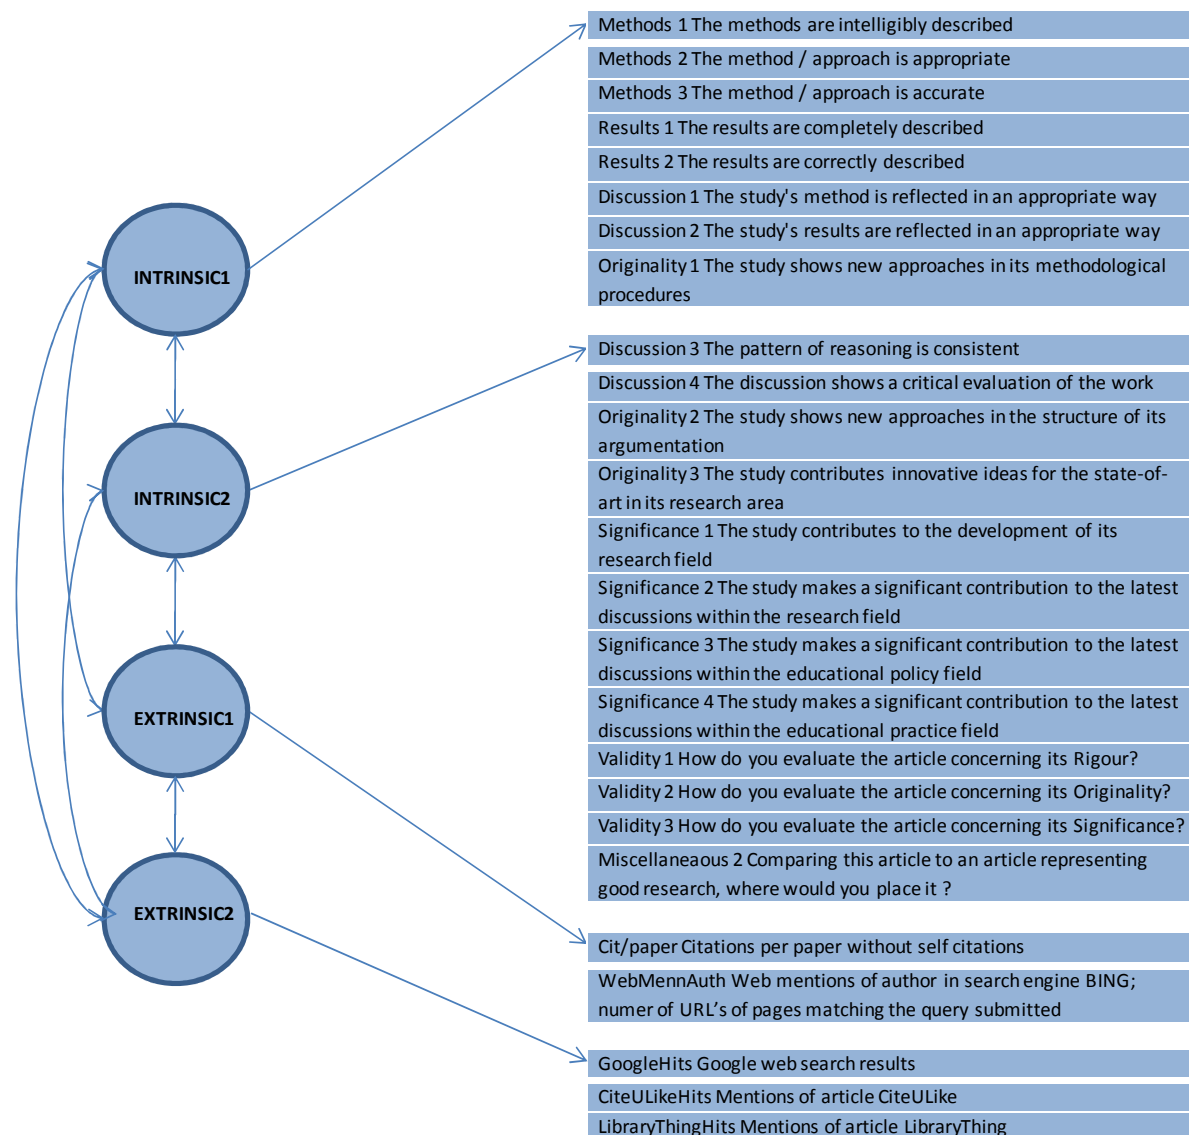 Methods 1 The methods are intelligibly described
Methods 2 The method / approach is appropriate
Methods 3 The method / approach is accurate
Results 1 The results are completely described
Results 2 The results are correctly described
Discussion 1 The study's method is reflected in an appropriate way
Discussion 2 The study's results are reflected in an appropriate way
Originality 1 The study shows new approaches in its methodological
procedures
INTRINSIC1
Discussion 3 The pattern of reasoning is consistent
Discussion 4 The discussion shows a critical evaluation of the work
Originality 2 The study shows new approaches in the structure of its
argumentation
Originality 3 The study contributes innovative ideas for the state-of-
art in its research area
Significance 1 The study contributes to the development of its
research field
Significance 2 The study makes a significant contribution to the latest
discussions within the research field
Significance 3 The study makes a significant contribution to the latest
discussions within the educational policy field
Significance 4 The study makes a significant contribution to the latest
discussions within the educational practice field
Validity 1 How do you evaluate the article concerning its Rigour?
Validity 2 How do you evaluate the article concerning its Originality?
Validity 3 How do you evaluate the article concerning its Significance?
Miscellaneaous 2 Comparing this article to an article representing
good research, where would you place it ?
INTRINSIC2
EXTRINSIC1
EXTRINSIC2
Cit/paper Citations per paper without self citations
WebMennAuth Web mentions of author in search engine BING;
numer of URL’s of pages matching the query submitted
GoogleHits Google web search results
CiteULikeHits Mentions of article CiteULike
LibraryThingHits Mentions of article LibraryThing